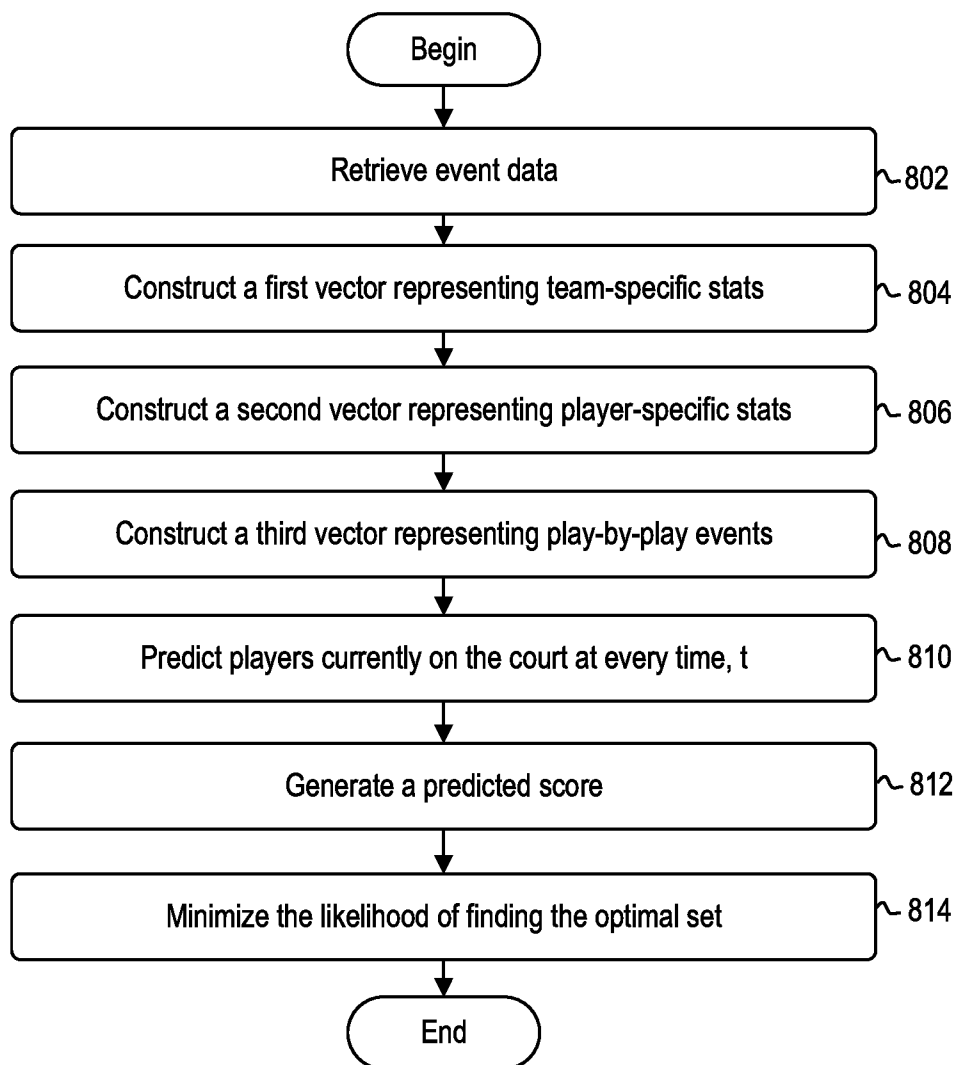 Begin
Retrieve event data
802
Construct a first vector representing team-specific stats
804
Construct a second vector representing player-specific stats
806
Construct a third vector representing play-by-play events
808
Predict players currently on the court at every time, t
810
Generate a predicted score
812
Minimize the likelihood of finding the optimal set
814
End